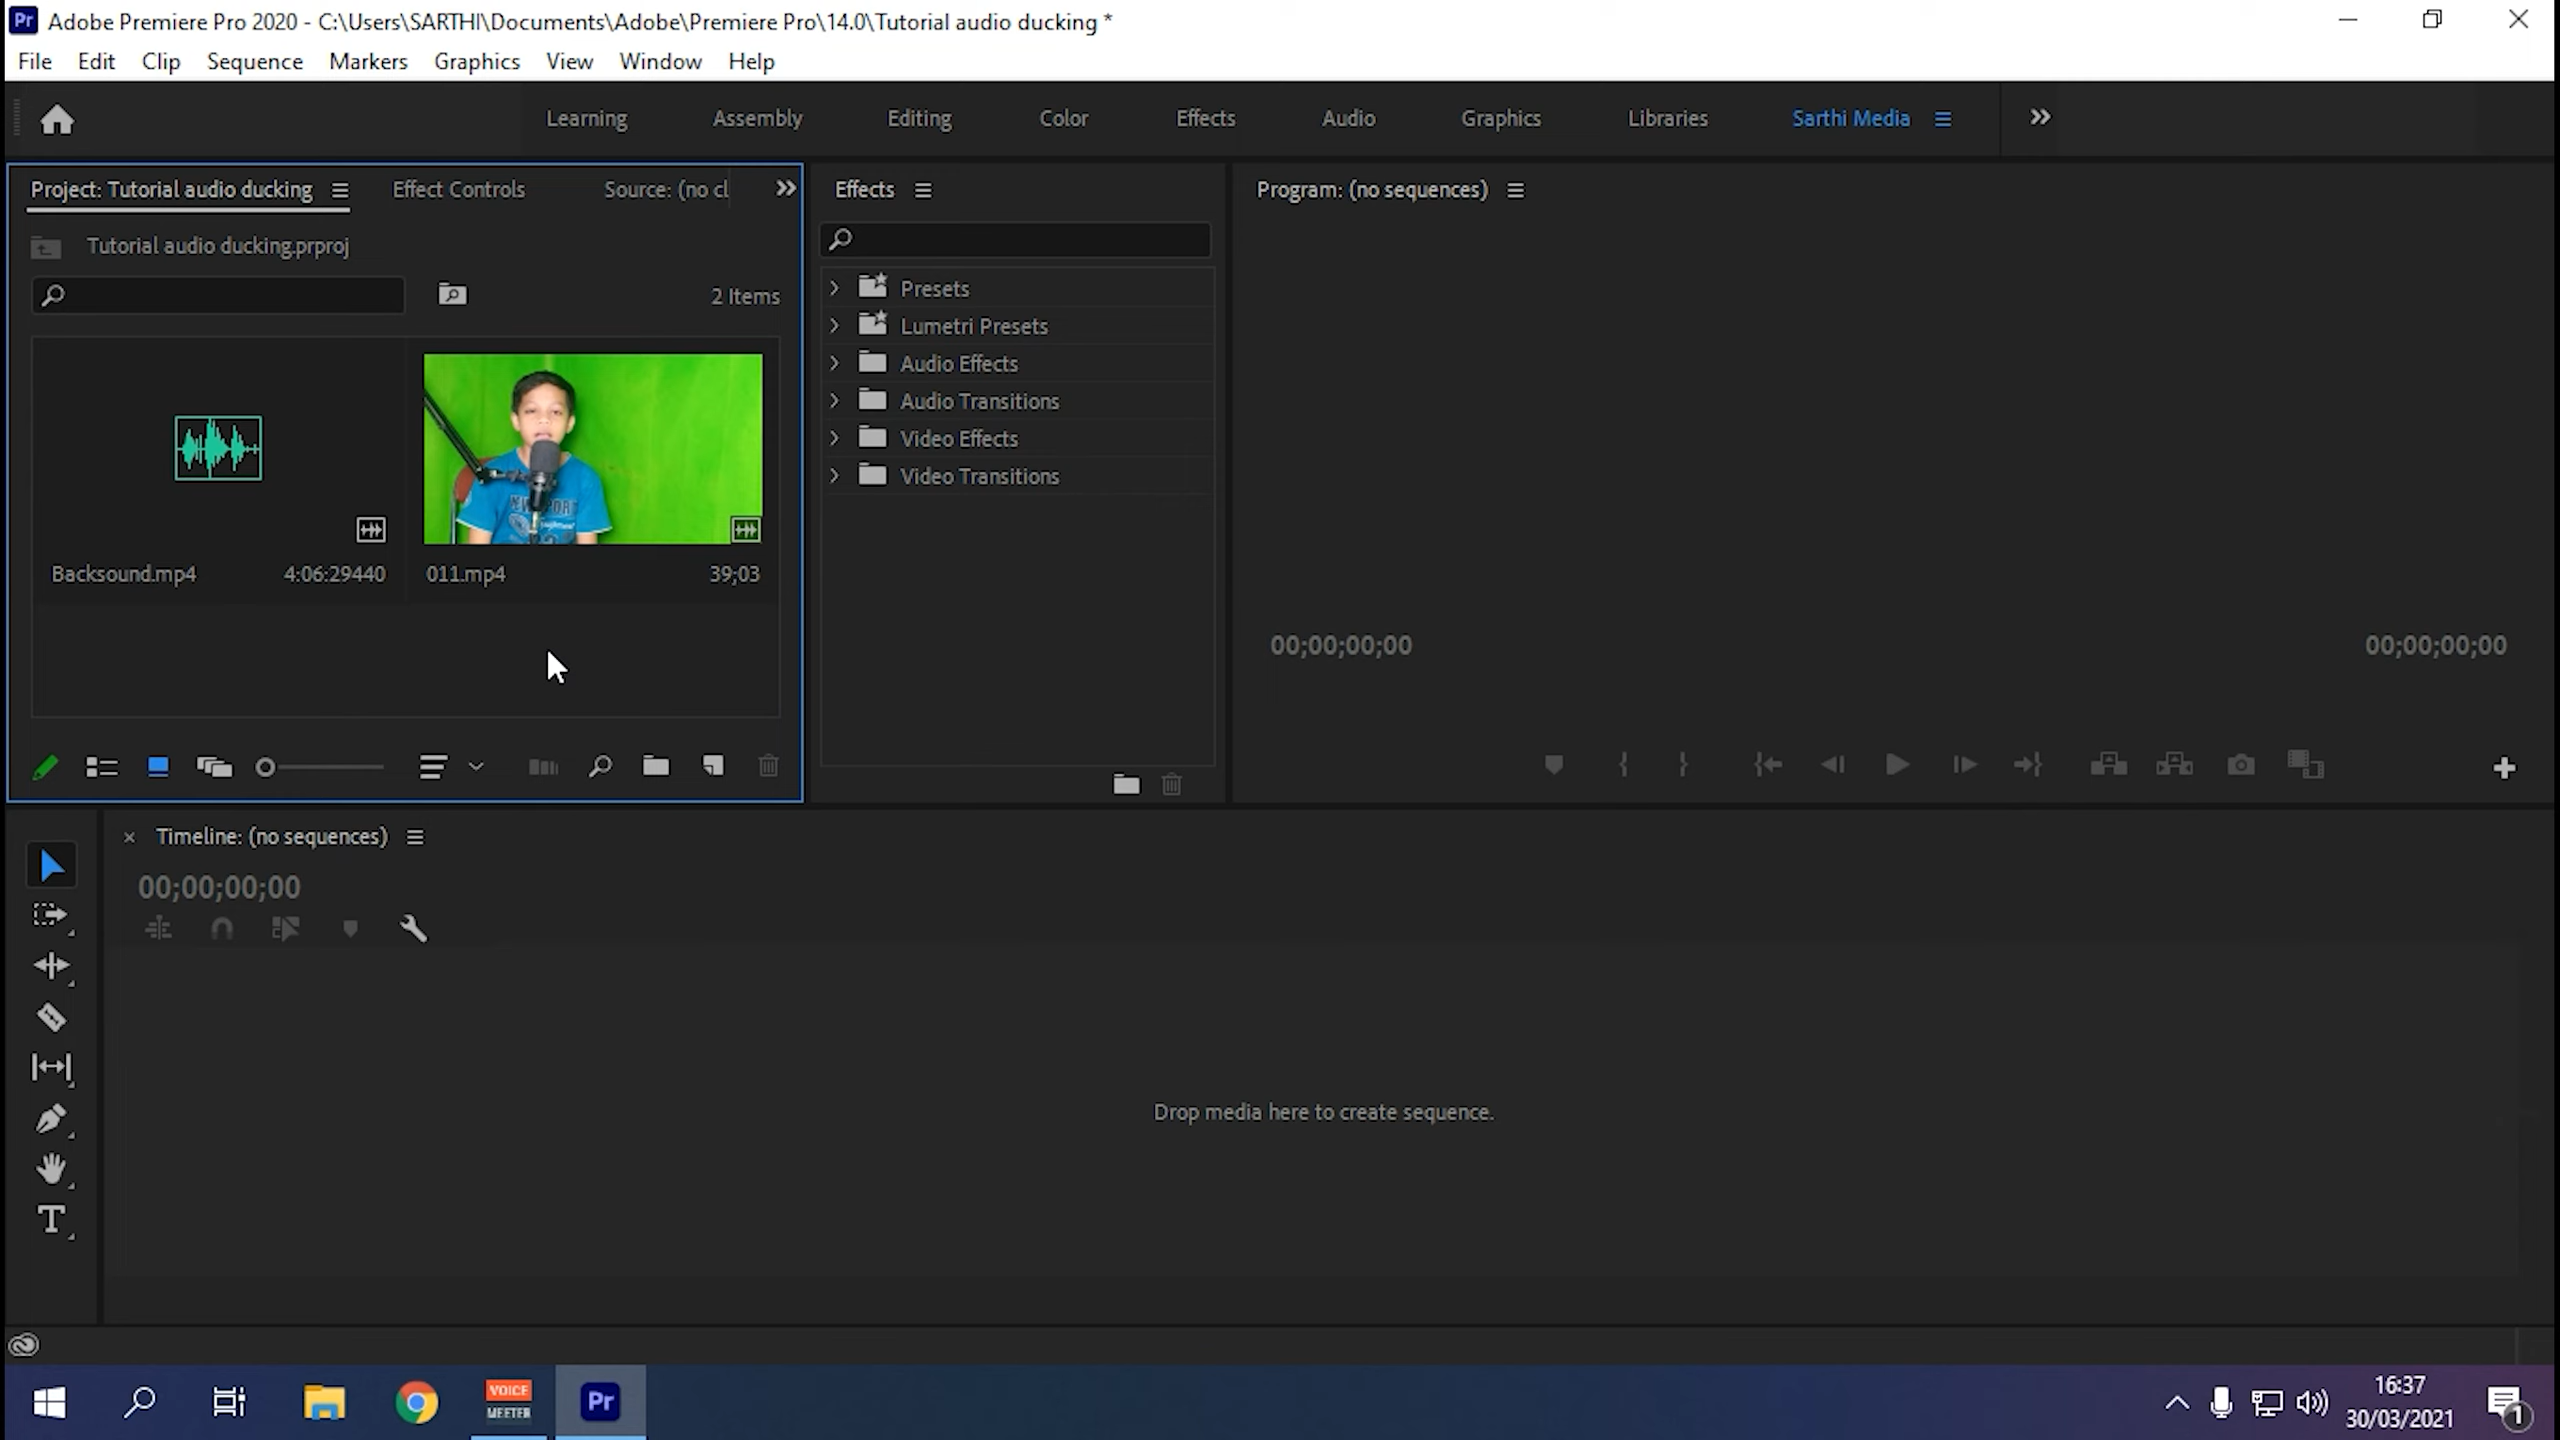 Adobe Premiere Pro 2020 - C:\Users\SARTHI\Documents\Adobe\Premiere Pro\14.0\Tutorial audio ducking *
File Edit Clip Sequence Markers Graphics View Window Help
Learning Assembly Editing Color Effects Audio Graphics Libraries Sarthi Media
Project: Tutorial audio ducking Effect Controls Source: (no cl
Tutorial audio ducking.prproj
2 Items
Backsound.mp4 4:06:29440
011.mp4 39;03
Effects
Presets
Lumetri Presets
Audio Effects
Audio Transitions
Video Effects
Video Transitions
Program: (no sequences)
00;00;00;00 00;00;00;00
Timeline: (no sequences)
00;00;00;00
Drop media here to create sequence.
VOICE
MEETER
Pr
16:37
30/03/2021
1